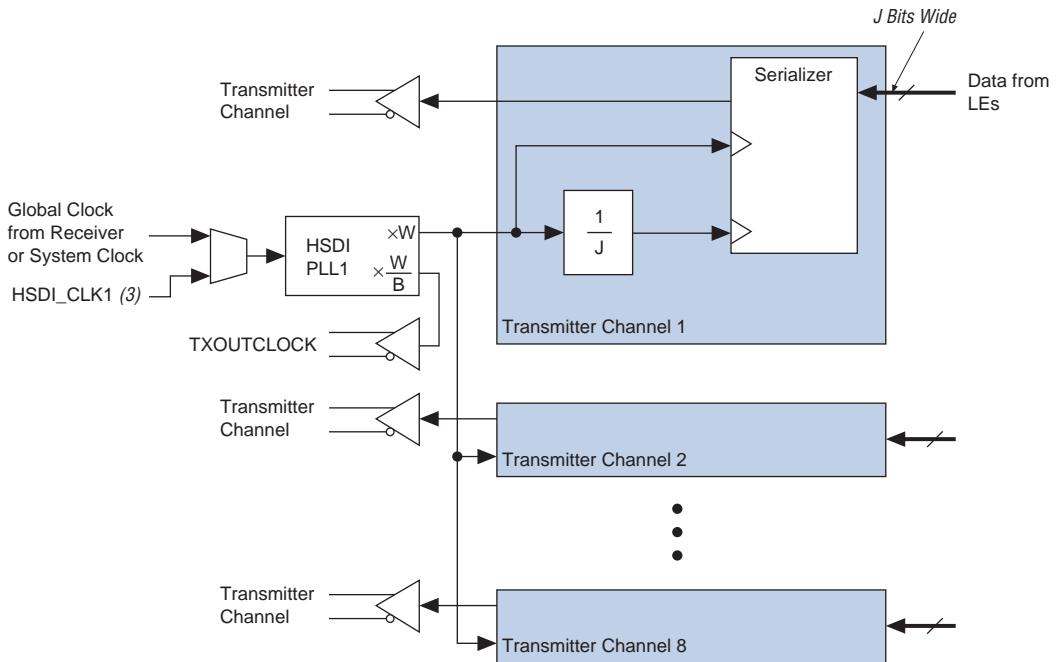 J Bits Wide
Serializer
Data from
LEs
Transmitter
Channel
Global Clock
from Receiver
or System Clock
HSDI_CLK1 (3)
HSDI
PLL1
×W
×W
B
1
J
Transmitter Channel 1
TXOUTCLOCK
Transmitter
Channel
Transmitter Channel 2
Transmitter
Channel
Transmitter Channel 8